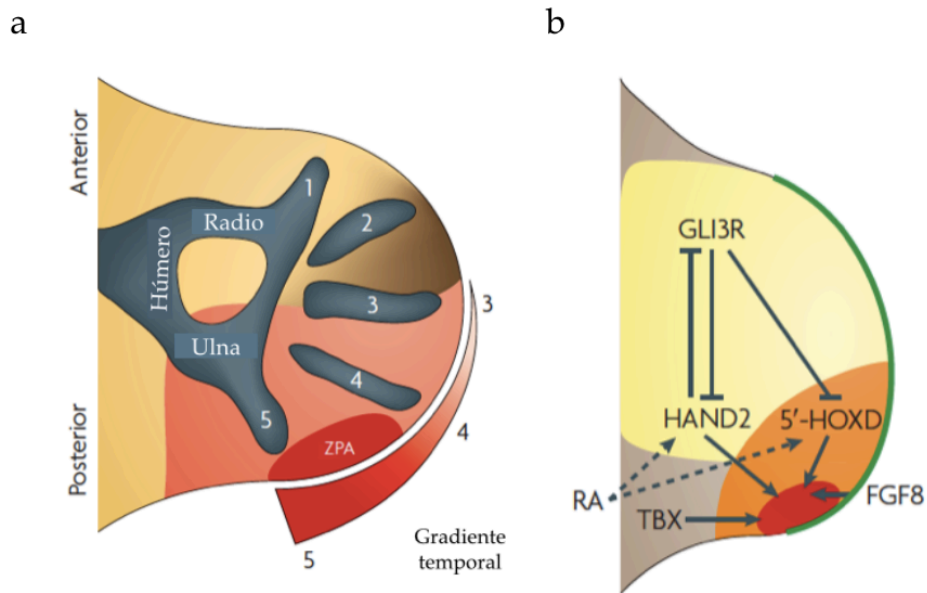 a
Anterior
Posterior
Húmero
Radio
Ulna
1
2
3
4
5
ZPA
3
4
5
Gradiente
temporal
b
GLI3R
HAND2
5′-HOXD
RA
TBX
FGF8